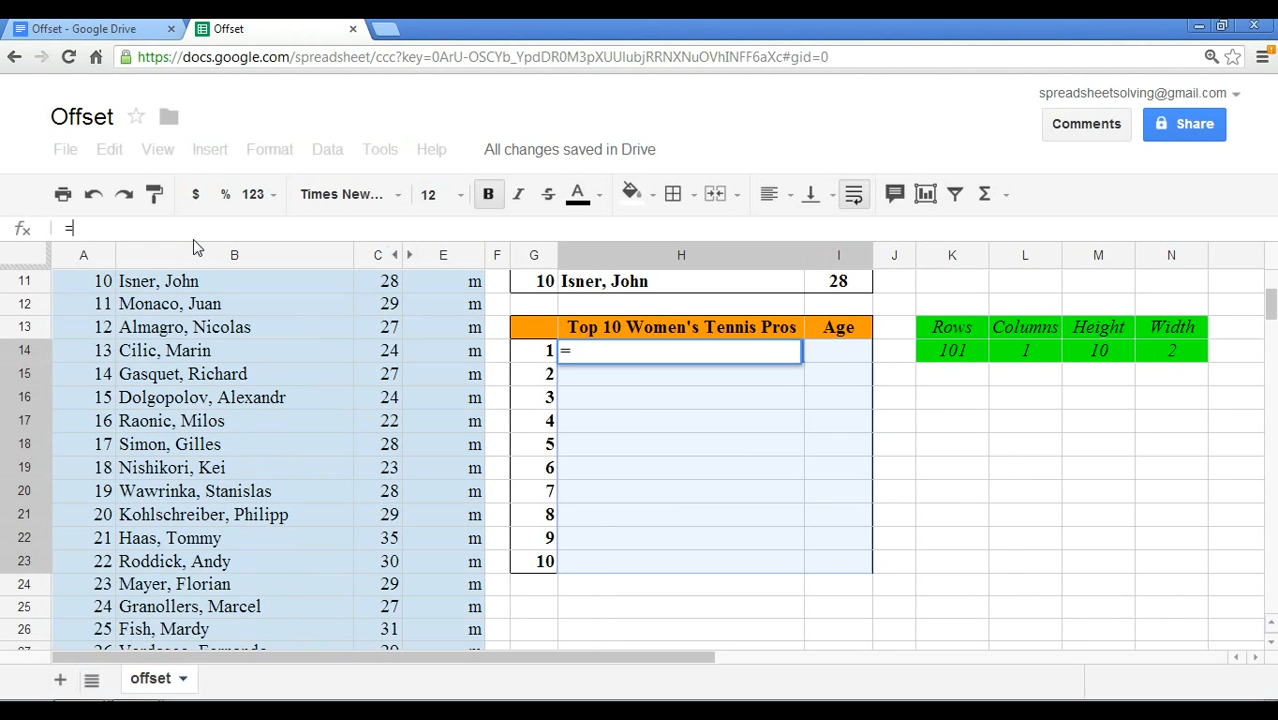 Offset - Google Drive
Offset
https://docs.google.com/spreadsheet/ccc?key=0ArU-OSCYb_YpdDR0M3pXUUlubjRRNXNuOVhINFF6aXc#gid=0
spreadsheetsolving@gmail.com
Offset
Comments
Share
File Edit View Insert Format Data Tools Help All changes saved in Drive
$ % 123 Times New... 12 B I S A Σ
fx =
A B C E F G H I J K L M N
11 10 Isner, John 28 m 10 Isner, John 28
12 11 Monaco, Juan 29 m
13 12 Almagro, Nicolas 27 m Top 10 Women's Tennis Pros Age Rows Columns Height Width
14 13 Cilic, Marin 24 m 1 = 101 1 10 2
15 14 Gasquet, Richard 27 m 2
16 15 Dolgopolov, Alexandr 24 m 3
17 16 Raonic, Milos 22 m 4
18 17 Simon, Gilles 28 m 5
19 18 Nishikori, Kei 23 m 6
20 19 Wawrinka, Stanislas 28 m 7
21 20 Kohlschreiber, Philipp 29 m 8
22 21 Haas, Tommy 35 m 9
23 22 Roddick, Andy 30 m 10
24 23 Mayer, Florian 29 m
25 24 Granollers, Marcel 27 m
26 25 Fish, Mardy 31 m
offset